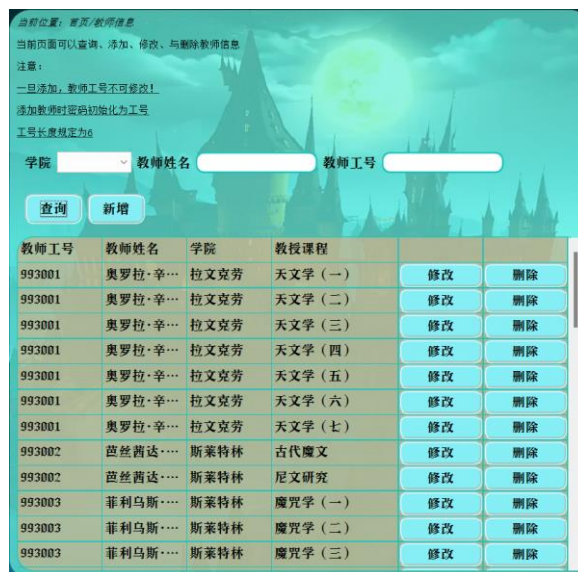 当前位置：首页/教师信息
当前页面可以查询、添加、修改、与删除教师信息
注意：
一旦添加，教师工号不可修改！
添加教师时密码初始化为工号
工号长度规定为6
学院 教师姓名 教师工号
查询 新增
教师工号 教师姓名 学院 教授课程
993001 奥罗拉·辛… 拉文克劳 天文学（一） 修改 删除
993001 奥罗拉·辛… 拉文克劳 天文学（二） 修改 删除
993001 奥罗拉·辛… 拉文克劳 天文学（三） 修改 删除
993001 奥罗拉·辛… 拉文克劳 天文学（四） 修改 删除
993001 奥罗拉·辛… 拉文克劳 天文学（五） 修改 删除
993001 奥罗拉·辛… 拉文克劳 天文学（六） 修改 删除
993001 奥罗拉·辛… 拉文克劳 天文学（七） 修改 删除
993002 芭丝茜达·… 斯莱特林 古代魔文 修改 删除
993002 芭丝茜达·… 斯莱特林 尼文研究 修改 删除
993003 菲利乌斯·… 斯莱特林 魔咒学（一） 修改 删除
993003 菲利乌斯·… 斯莱特林 魔咒学（二） 修改 删除
993003 菲利乌斯·… 斯莱特林 魔咒学（三） 修改 删除